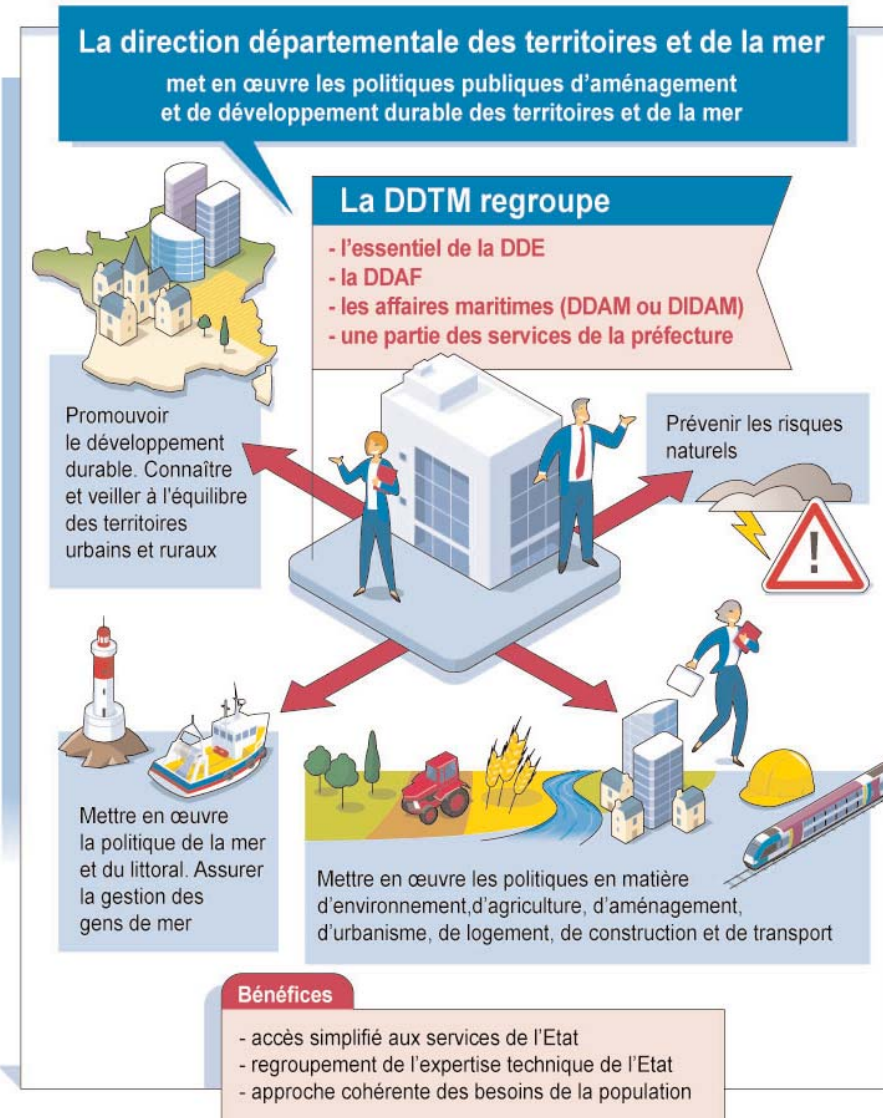 La direction départementale des territoires et de la mer
met en œuvre les politiques publiques d'aménagement
et de développement durable des territoires et de la mer
La DDTM regroupe
- l'essentiel de la DDE
- la DDAF
- les affaires maritimes (DDAM ou DIDAM)
- une partie des services de la préfecture
Promouvoir
le développement
durable. Connaître
et veiller à l'équilibre
des territoires
urbains et ruraux
Prévenir les risques
naturels
!
Mettre en œuvre
la politique de la mer
et du littoral. Assurer
la gestion des
gens de mer
Mettre en œuvre les politiques en matière
d'environnement,d'agriculture, d'aménagement,
d'urbanisme, de logement, de construction et de transport
Bénéfices
- accès simplifié aux services de l'Etat
- regroupement de l'expertise technique de l'Etat
- approche cohérente des besoins de la population